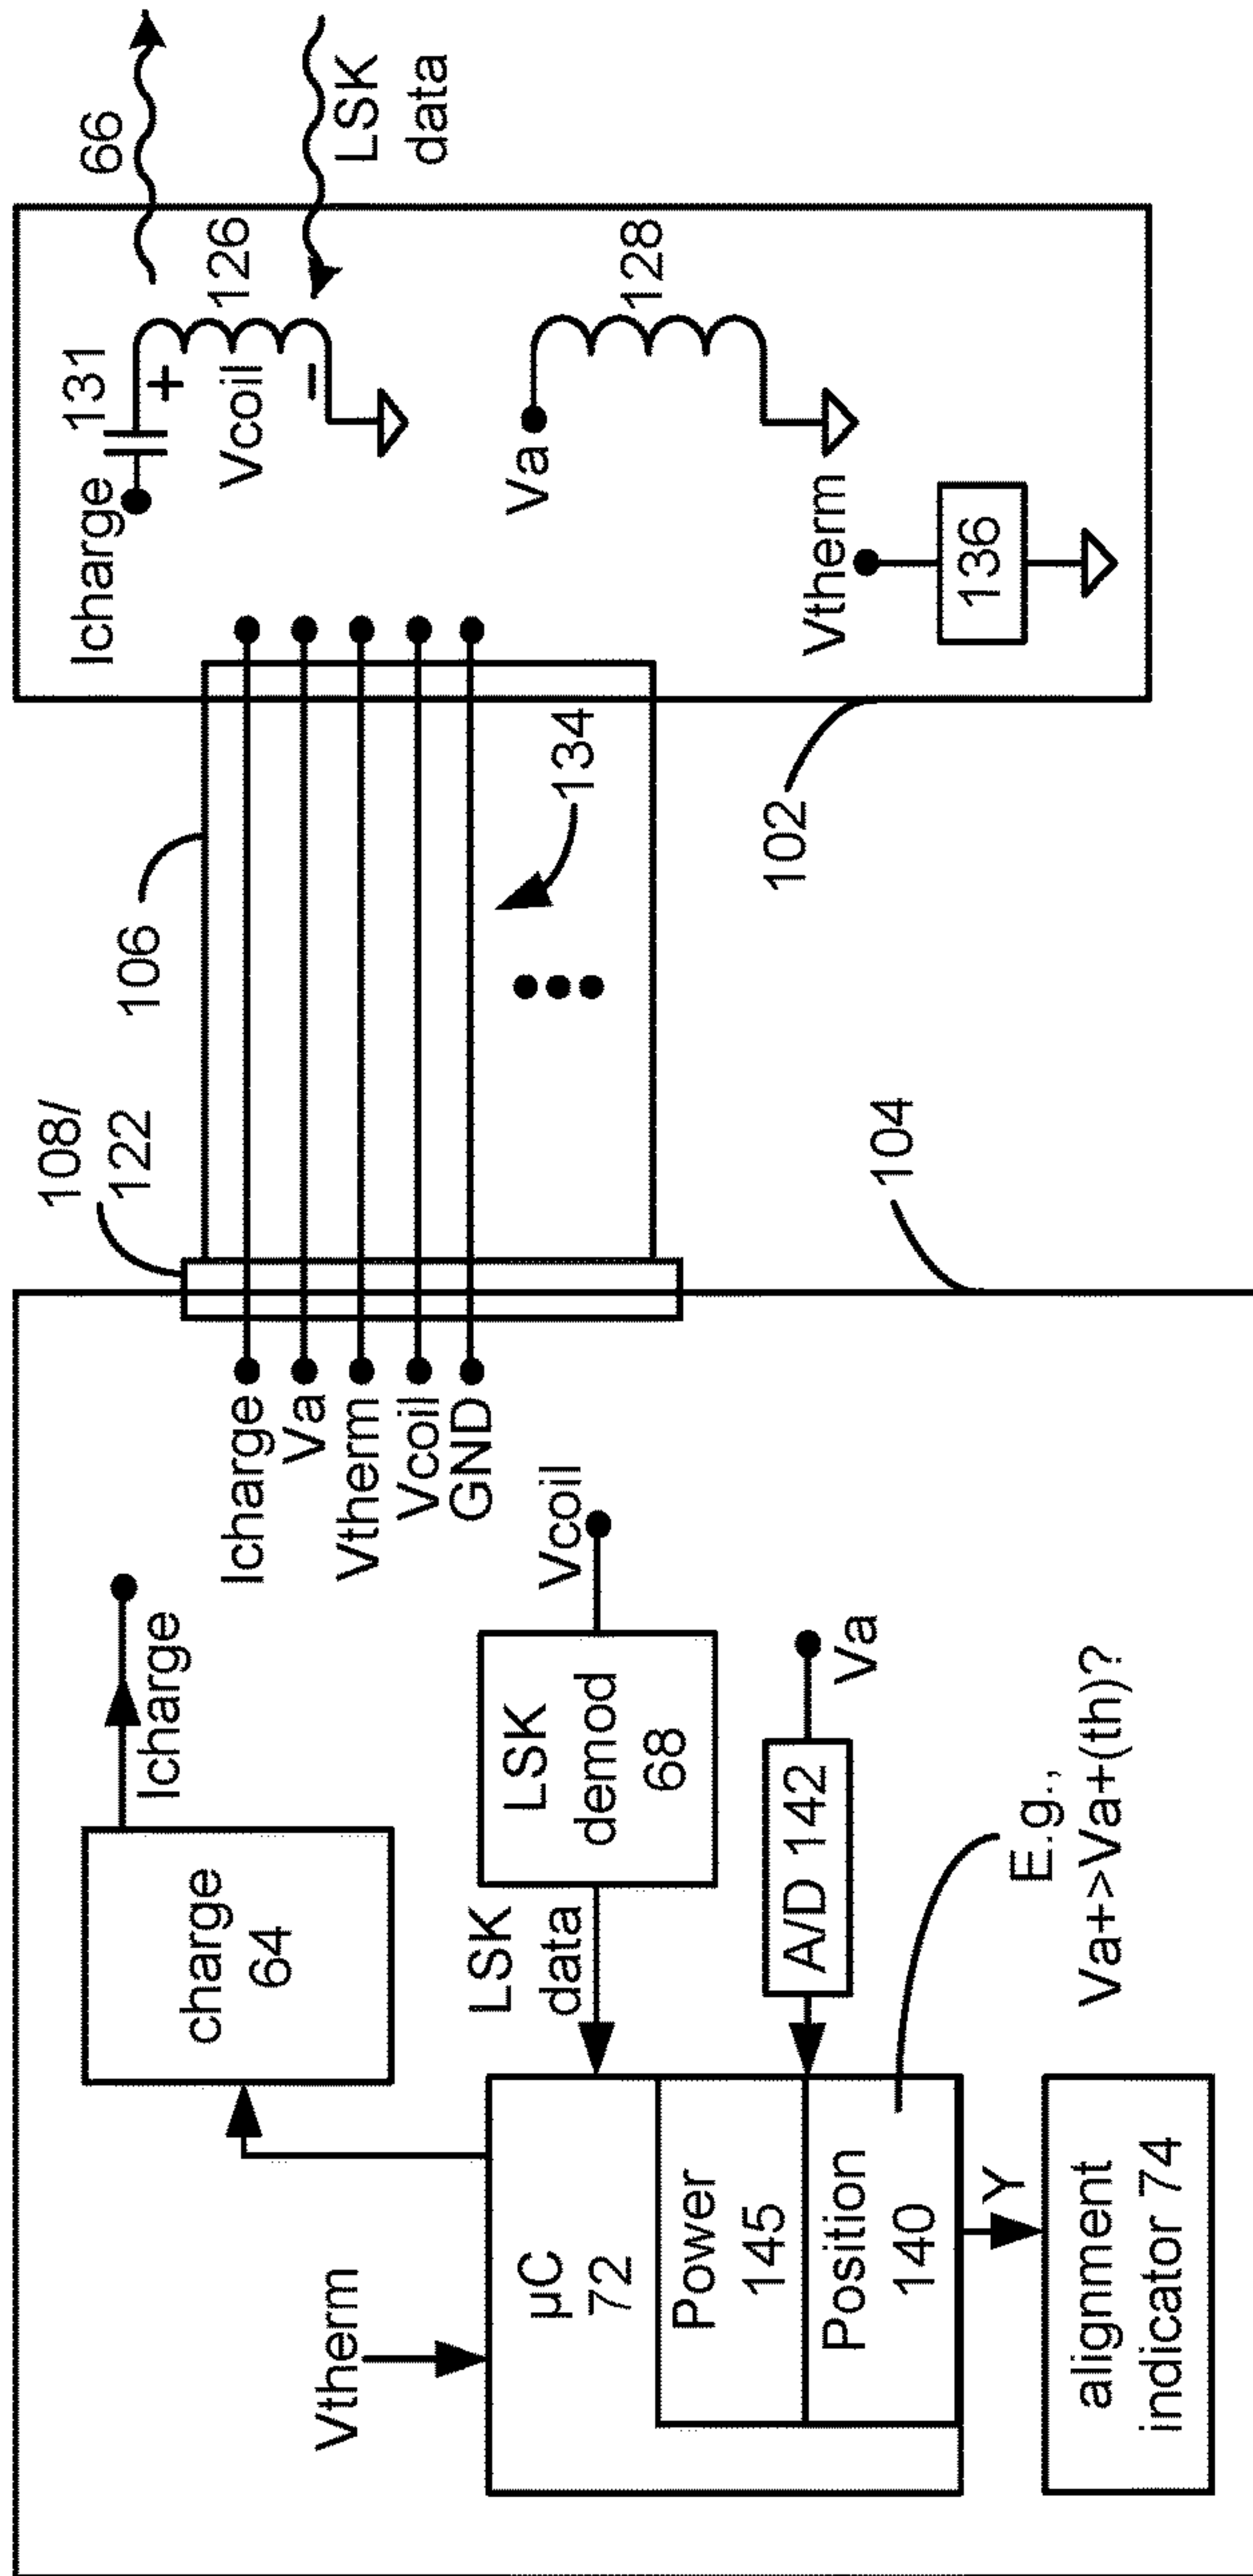 108/
122
106
66
Icharge
131
+
Vcoil
–
126
LSK
data
Vtherm
charge
64
Icharge
Icharge
Va
Vtherm
Vcoil
GND
134
Va
128
µC
72
LSK
data
LSK
demod
68
Vcoil
Power
145
Position
140
A/D 142
Va
Vtherm
136
102
104
Y
alignment
indicator 74
E.g.,
Va+>Va+(th)?